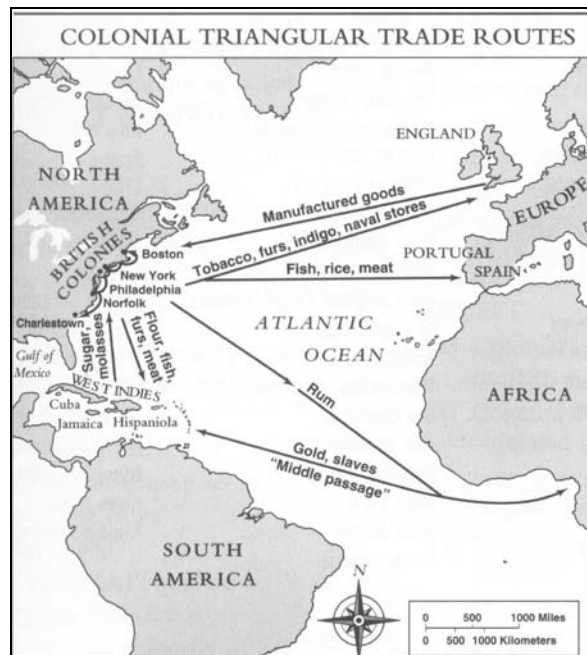 COLONIAL TRIANGULAR TRADE ROUTES
ENGLAND
NORTH
AMERICA
EUROPE
BRITISH
COLONIES
Manufactured goods
Boston
Tobacco, furs, indigo, naval stores
PORTUGAL
SPAIN
New York
Philadelphia
Norfolk
Fish, rice, meat
Charlestown
Sugar,
molasses
Flour, fish,
furs, meat
ATLANTIC
OCEAN
Gulf of
Mexico
WEST INDIES
Rum
AFRICA
Cuba
Jamaica
Hispaniola
Gold, slaves
"Middle passage"
SOUTH
AMERICA
N
0 500 1000 Miles
0 500 1000 Kilometers